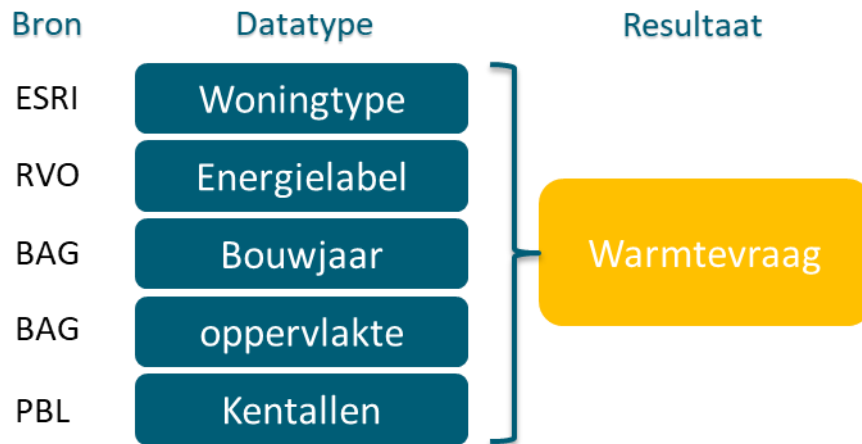 Bron Datatype Resultaat
ESRI Woningtype
RVO Energielabel
BAG Bouwjaar
Warmtevraag
BAG oppervlakte
PBL Kentallen